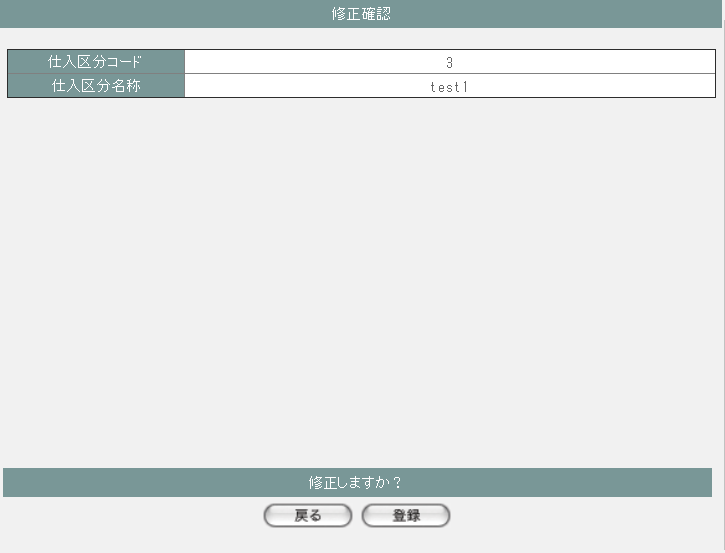 修正確認
仕入区分コード 3
仕入区分名称 test1
修正しますか？
戻る 登録